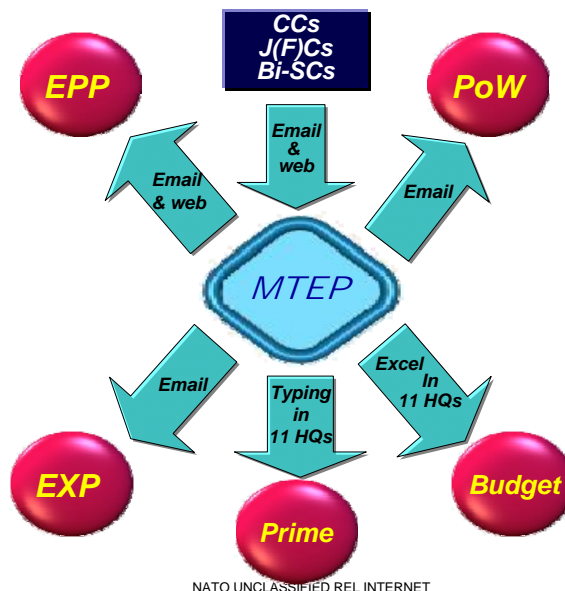 CCs
J(F)Cs
Bi-SCs
EPP
PoW
Email
& web
Email
&
web
Email
MTEP
Email
Typing
in
11 HQs
Excel
In
11 HQs
EXP
Prime
Budget
NATO UNCLASSIFIED REL INTERNET